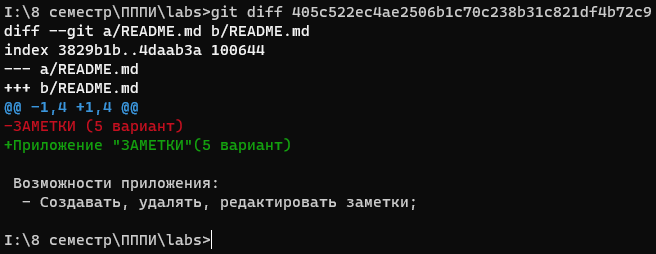 I:\8 семестр\ПППИ\labs>git diff 405c522ec4ae2506b1c70c238b31c821df4b72c9
diff --git a/README.md b/README.md
index 3829b1b..4daab3a 100644
--- a/README.md
+++ b/README.md
@@ -1,4 +1,4 @@
-ЗАМЕТКИ (5 вариант)
+Приложение "ЗАМЕТКИ"(5 вариант)
 Возможности приложения:
  - Создавать, удалять, редактировать заметки;
I:\8 семестр\ПППИ\labs>